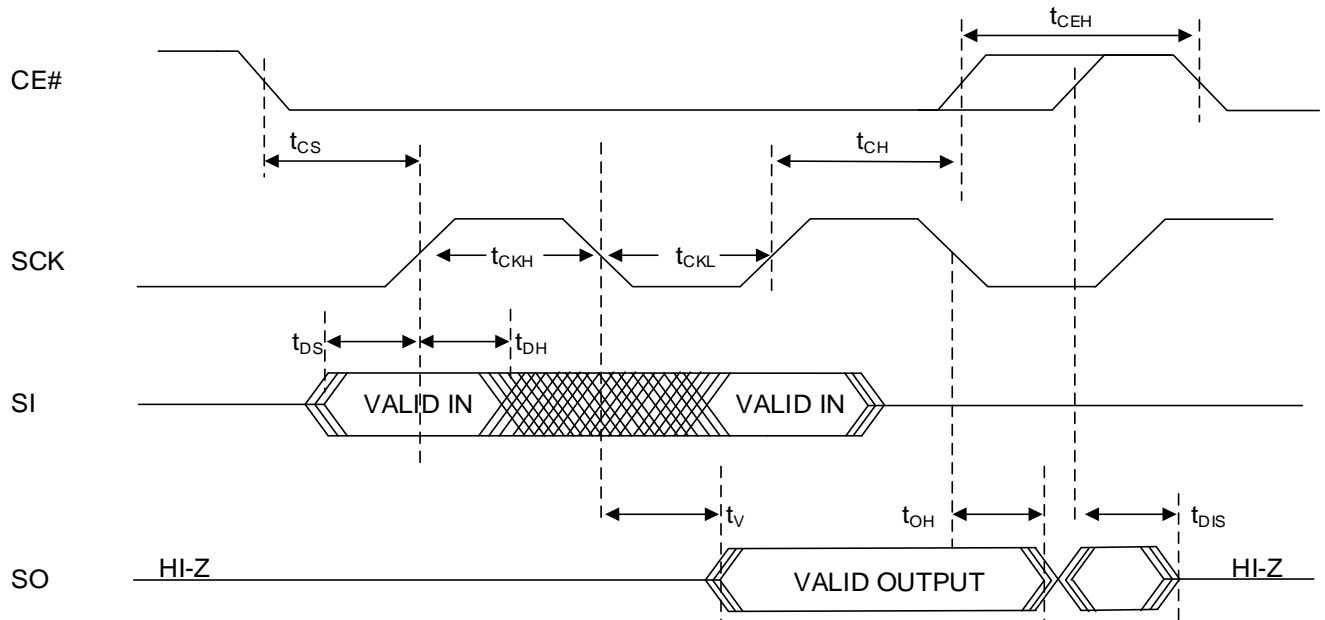 t_CEH
CE#
t_CS
t_CH
SCK
t_CKH
t_CKL
t_DS
t_DH
SI
VALID IN
VALID IN
t_V
t_OH
t_DIS
SO
HI-Z
VALID OUTPUT
HI-Z